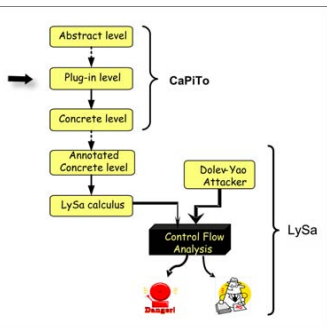 Abstract level
Plug-in level
CaPiTo
Concrete level
Annotated
Concrete level
Dolev-Yao
Attacker
LySa calculus
LySa
Control Flow
Analysis
Danger!